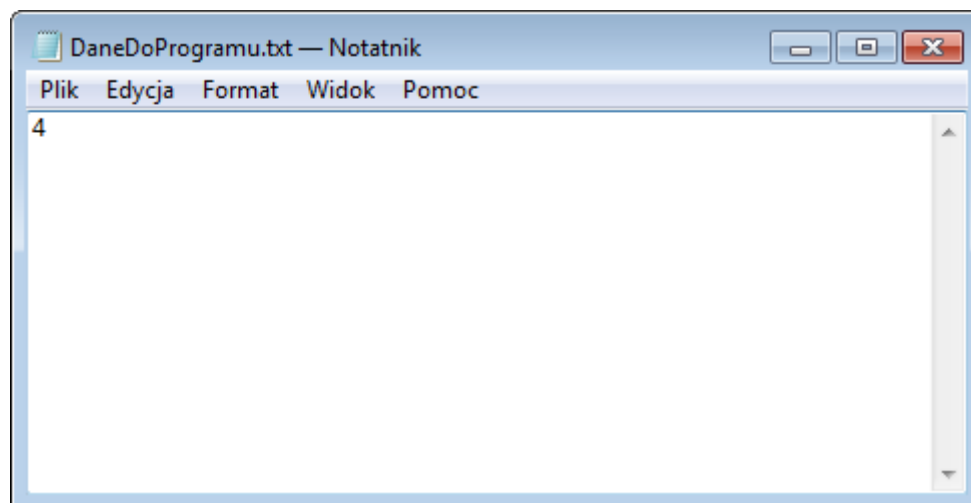 DaneDoProgramu.txt — Notatnik
Plik Edycja Format Widok Pomoc
4